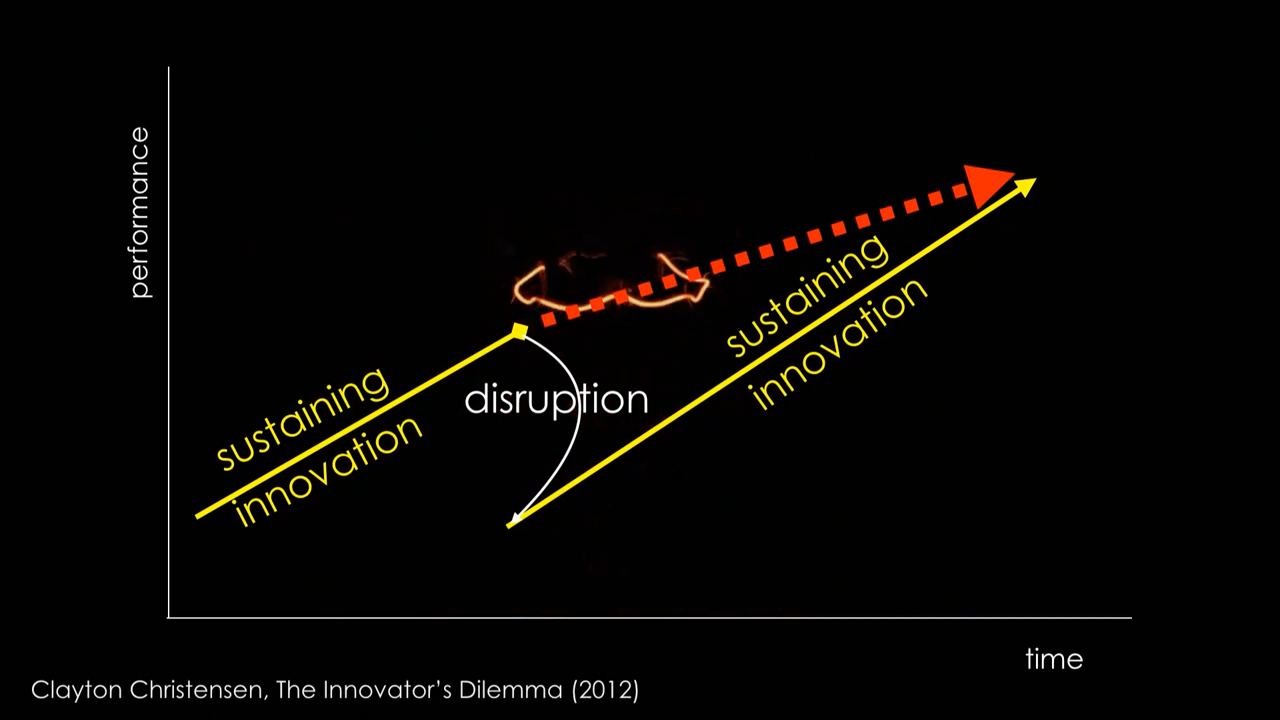 performance
sustaining
innovation
disruption
sustaining
innovation
time
Clayton Christensen, The Innovator’s Dilemma (2012)